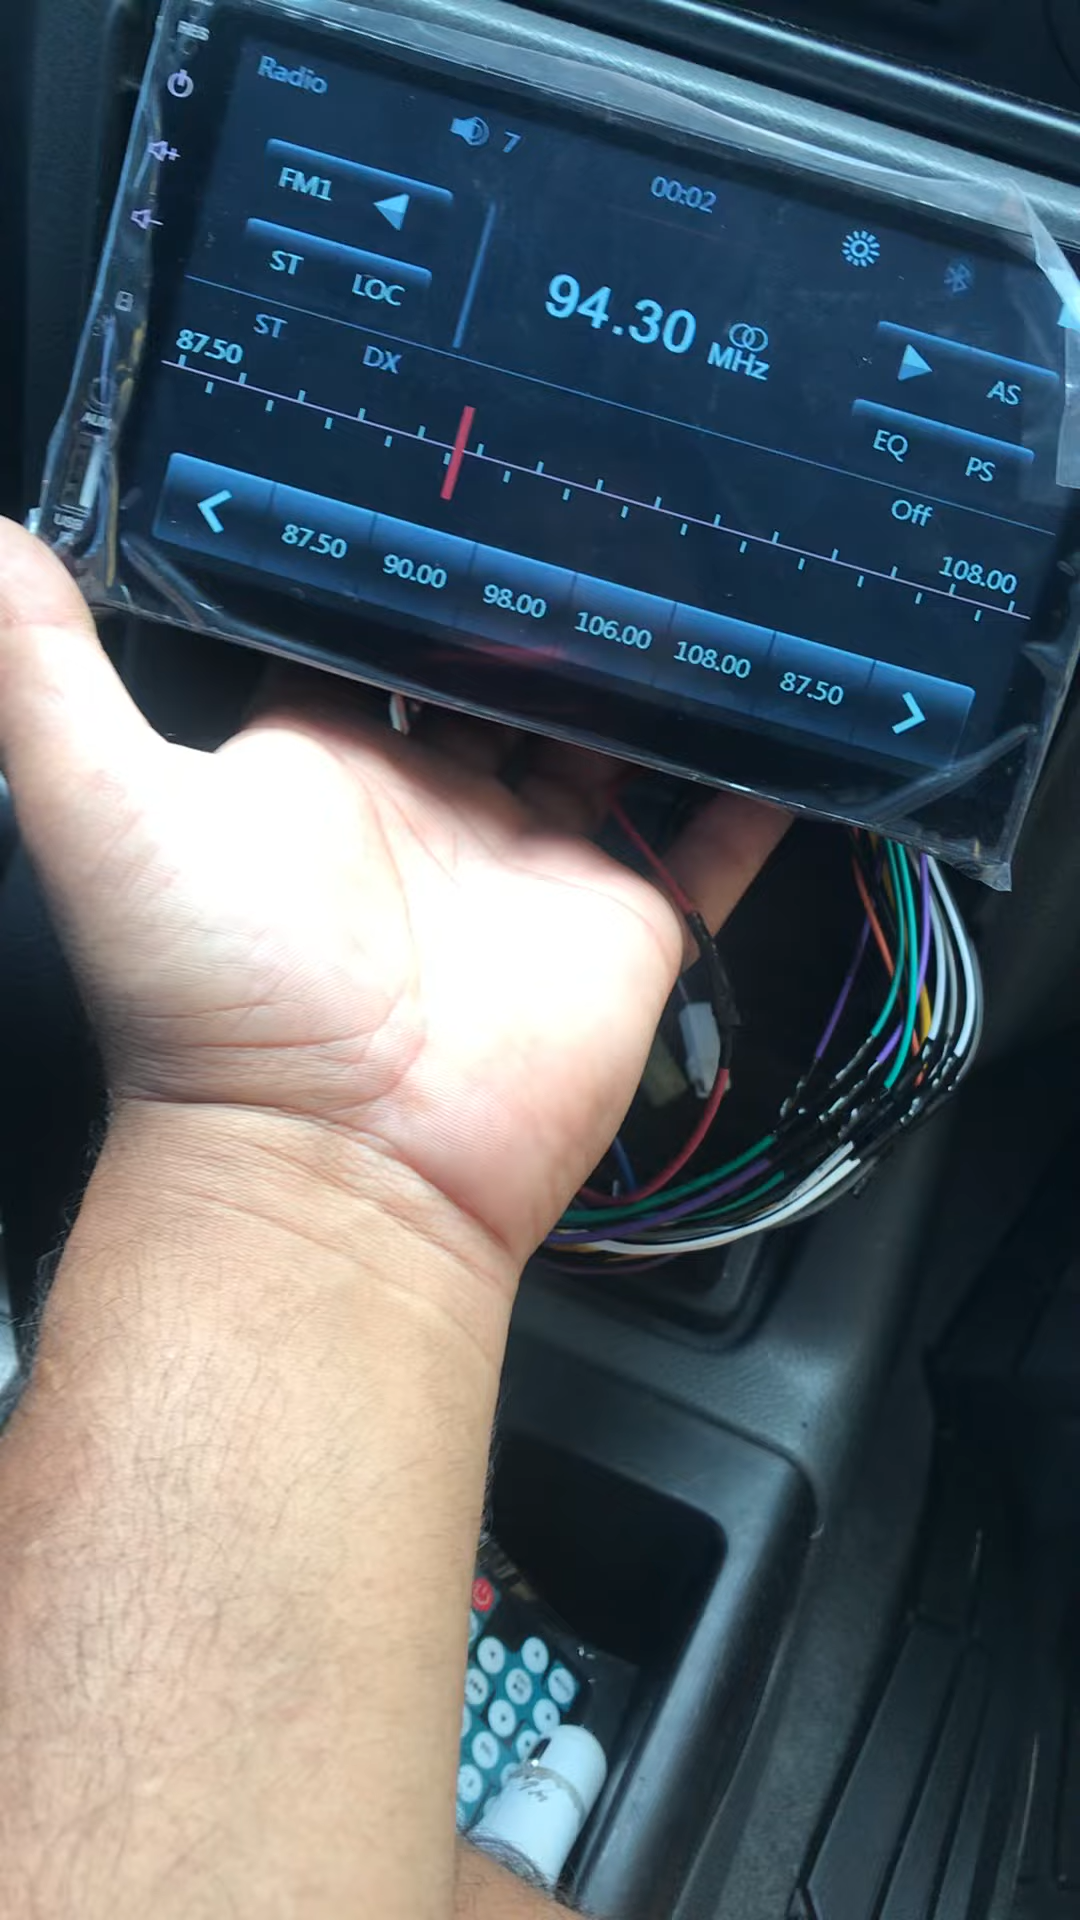 RES
Radio
7
00:02
FM1
ST LOC
94.30
MHz
AS
EQ PS
ST
DX
Off
87.50
108.00
AUX
USB
87.50 90.00 98.00 106.00 108.00 87.50